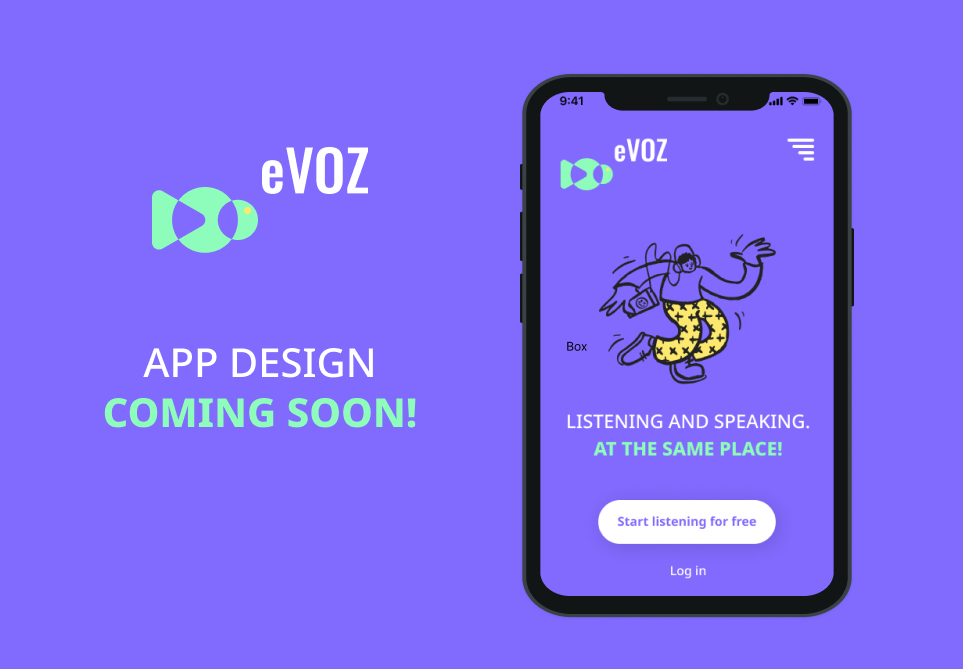 eVOZ
APP DESIGN
COMING SOON!
9:41
eVOZ
Box
LISTENING AND SPEAKING.
AT THE SAME PLACE!
Start listening for free
Log in